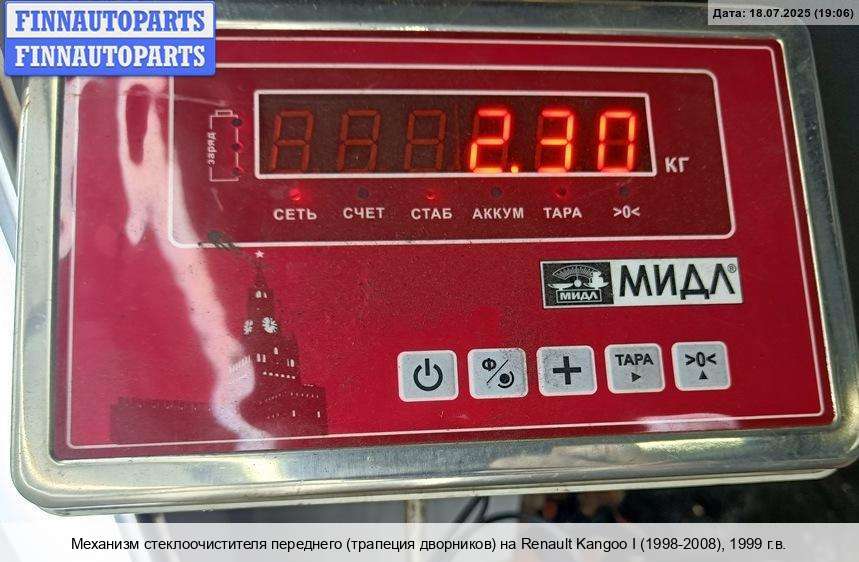 Дата: 18.07.2025 (19:06)
FINNAUTOPARTS
FINNAUTOPARTS
заряд
2.30
КГ
СЕТЬ СЧЕТ СТАБ АККУМ ТАРА >0<
МИДЛ МИДЛ®
Ф ТАРА >0<
Механизм стеклоочистителя переднего (трапеция дворников) на Renault Kangoo I (1998-2008), 1999 г.в.